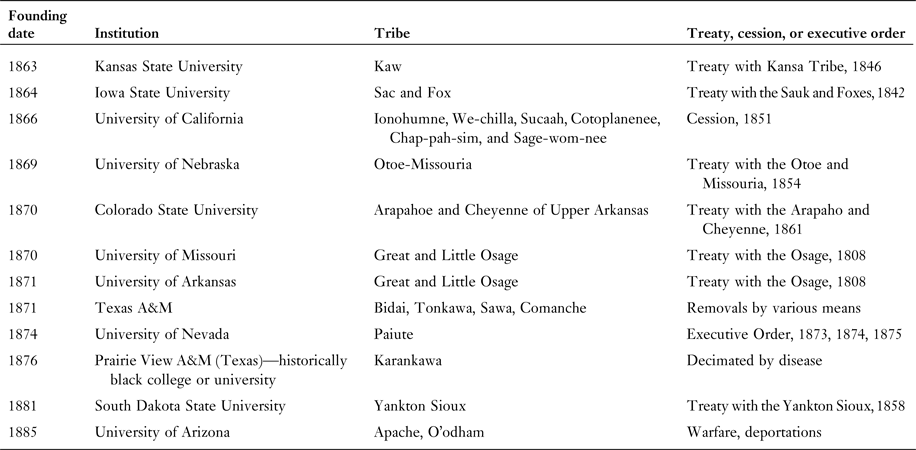 Founding
date Institution Tribe Treaty, cession, or executive order
1863 Kansas State University Kaw Treaty with Kansa Tribe, 1846
1864 Iowa State University Sac and Fox Treaty with the Sauk and Foxes, 1842
1866 University of California Ionohumne, We-chilla, Sucaah, Cotoplanenee, Cession, 1851
Chap-pah-sim, and Sage-wom-nee
1869 University of Nebraska Otoe-Missouria Treaty with the Otoe and
Missouria, 1854
1870 Colorado State University Arapahoe and Cheyenne of Upper Arkansas Treaty with the Arapaho and
Cheyenne, 1861
1870 University of Missouri Great and Little Osage Treaty with the Osage, 1808
1871 University of Arkansas Great and Little Osage Treaty with the Osage, 1808
1871 Texas A&M Bidai, Tonkawa, Sawa, Comanche Removals by various means
1874 University of Nevada Paiute Executive Order, 1873, 1874, 1875
1876 Prairie View A&M (Texas)—historically Karankawa Decimated by disease
black college or university
1881 South Dakota State University Yankton Sioux Treaty with the Yankton Sioux, 1858
1885 University of Arizona Apache, O'odham Warfare, deportations